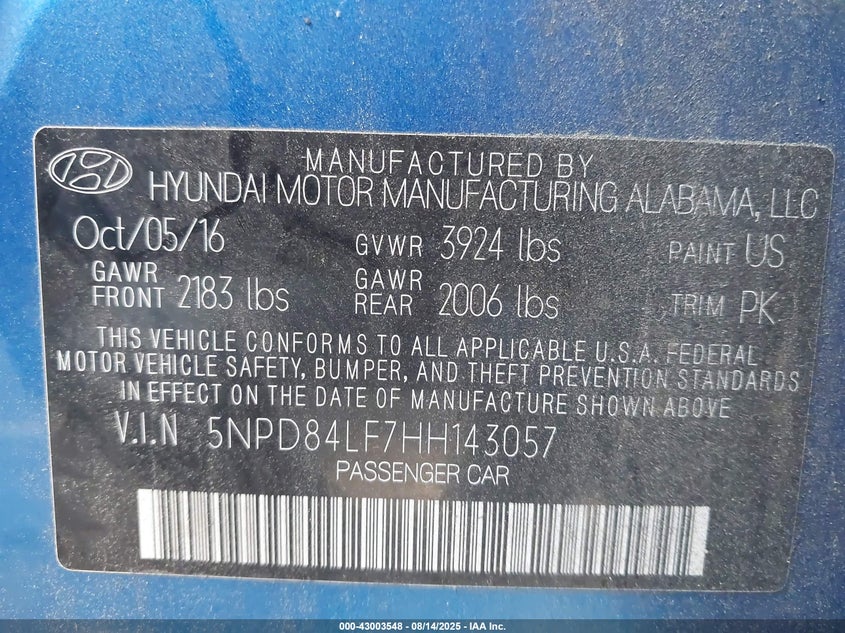 MANUFACTURED BY
HYUNDAI MOTOR MANUFACTURING ALABAMA, LLC
Oct/05/16 GVWR 3924 lbs PAINT US
GAWR FRONT 2183 lbs GAWR REAR 2006 lbs TRIM PK
THIS VEHICLE CONFORMS TO ALL APPLICABLE U.S.A. FEDERAL
MOTOR VEHICLE SAFETY, BUMPER, AND THEFT PREVENTION STANDARDS
IN EFFECT ON THE DATE OF MANUFACTURE SHOWN ABOVE.
V.I.N 5NPD84LF7HH143057
PASSENGER CAR
000-43003548 - 08/14/2025 - IAA Inc.